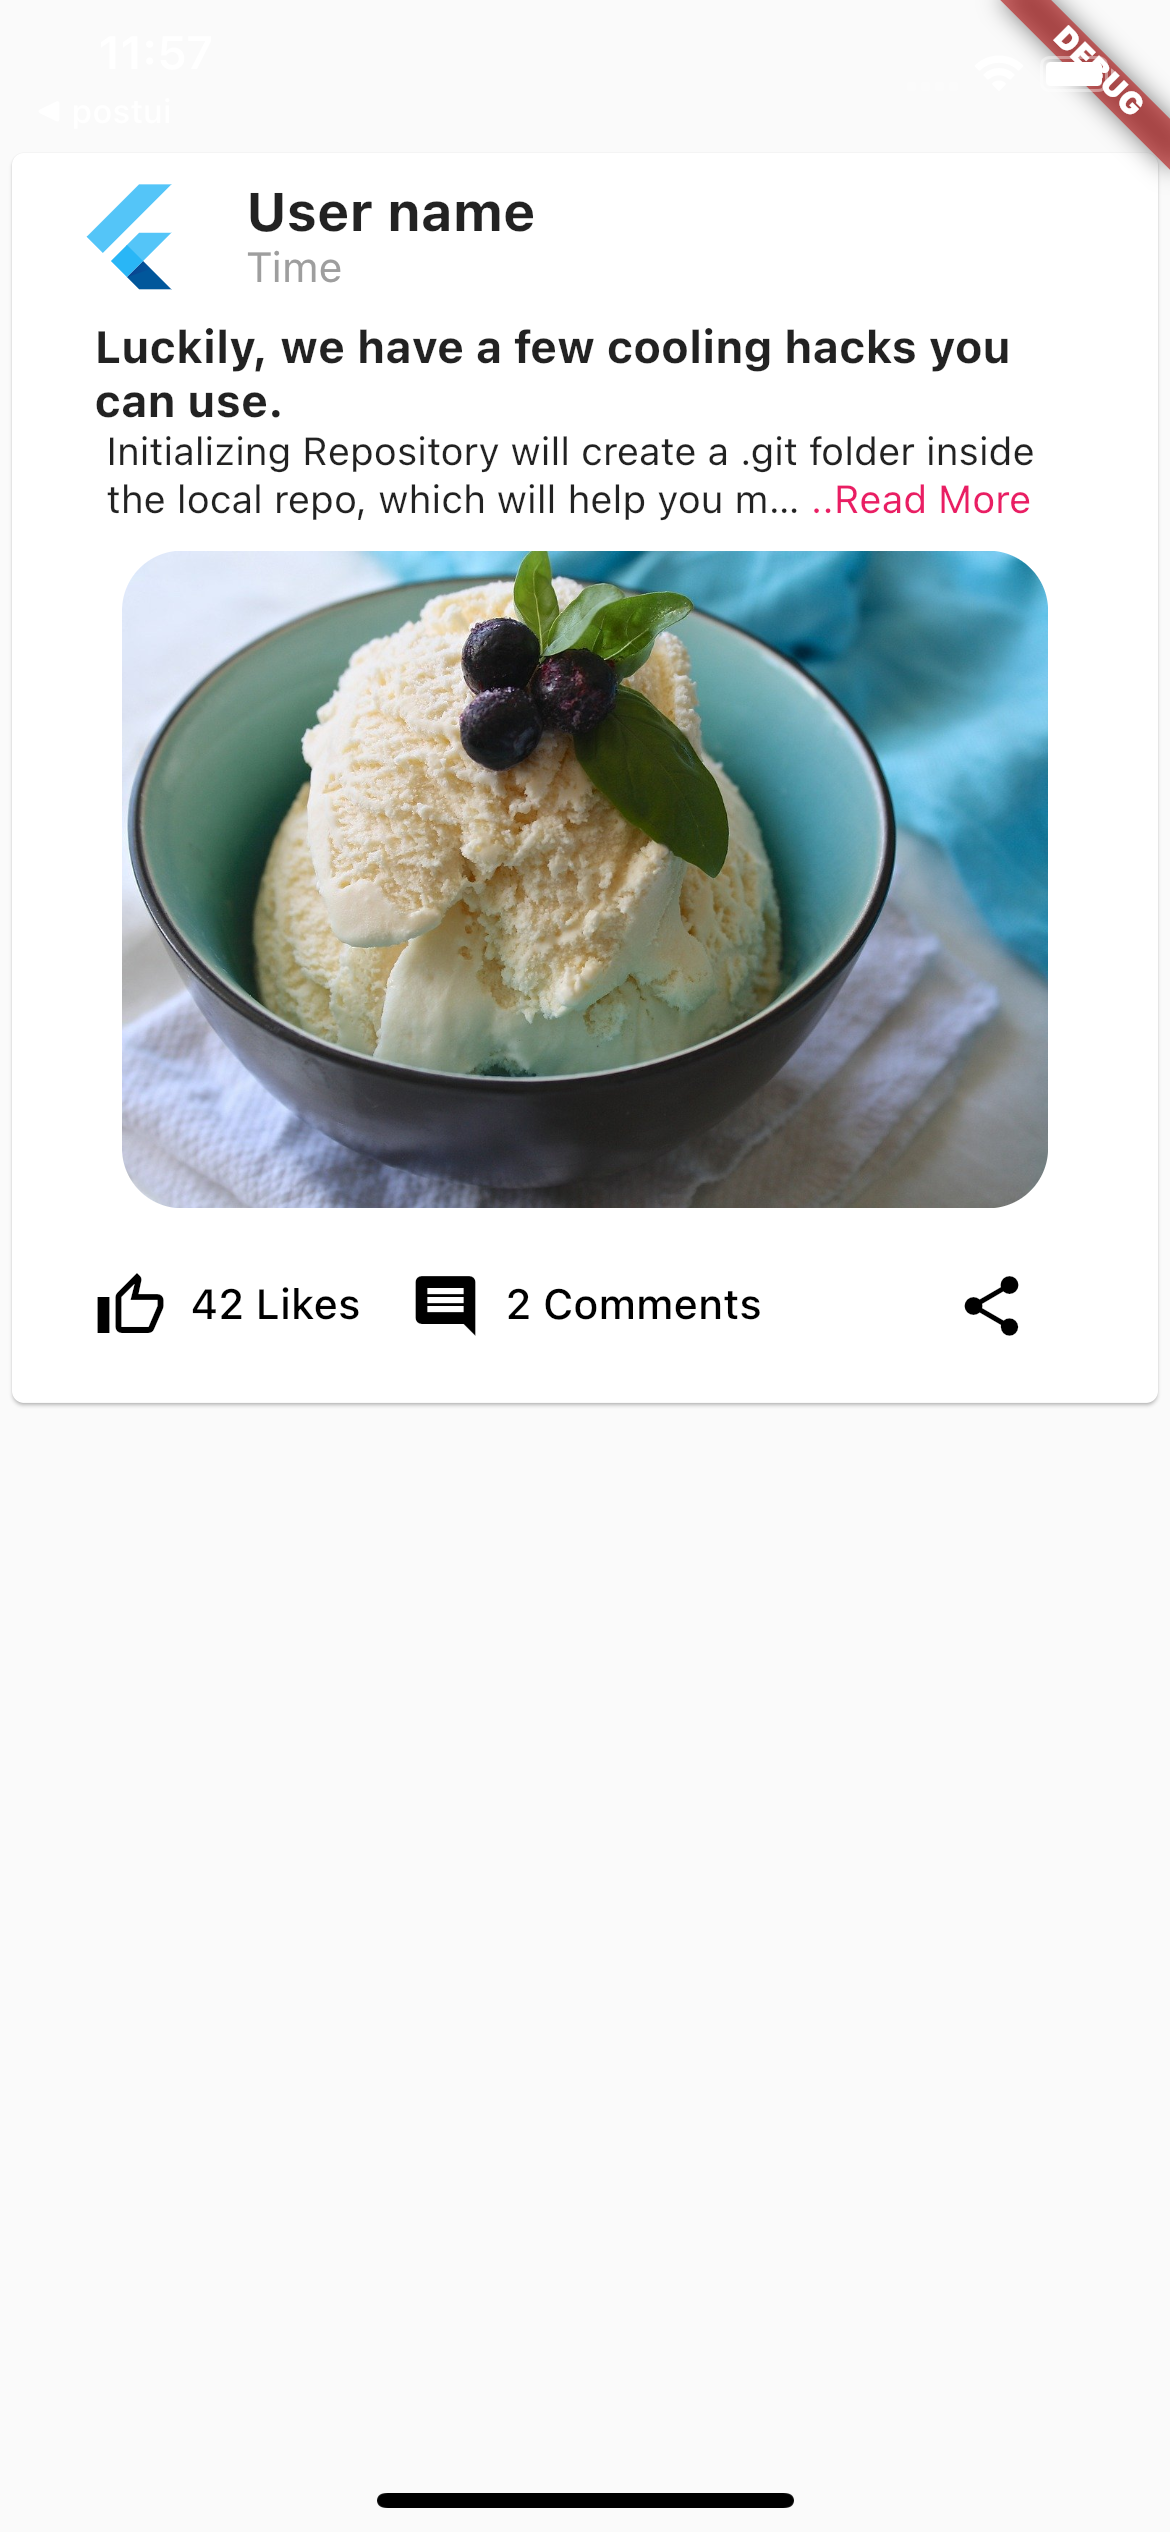 11:57
DEBUG
◀ postui
User name
Time
Luckily, we have a few cooling hacks you
can use.
Initializing Repository will create a .git folder inside
the local repo, which will help you m... ..Read More
42 Likes
2 Comments